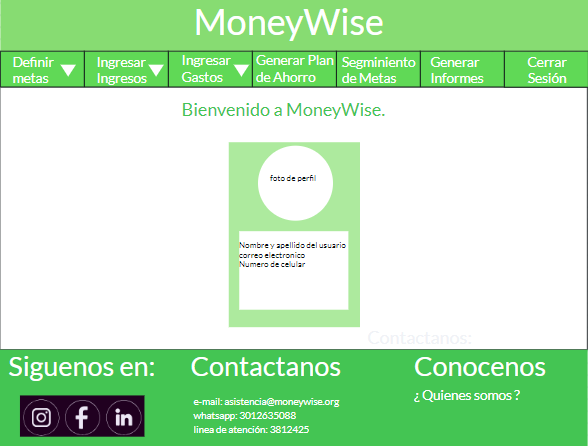 MoneyWise
Definir
metas
Ingresar
Ingresos
Ingresar
Gastos
Generar Plan
de Ahorro
Segminiento
de Metas
Generar
Informes
Cerrar
Sesión
Bienvenido a MoneyWise.
foto de perfil
Nombre y apellido del usuario
correo electronico
Numero de celular
Contactanos:
Siguenos en:
Contactanos
e-mail: asistencia@moneywise.org
whatsapp: 3012635088
linea de atención: 3812425
Conocenos
¿ Quienes somos ?